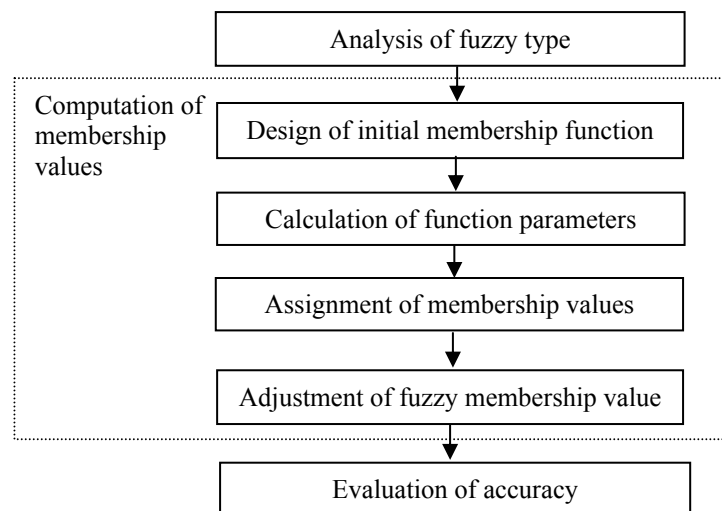 Analysis of fuzzy type
Computation of
membership
values
Design of initial membership function
Calculation of function parameters
Assignment of membership values
Adjustment of fuzzy membership value
Evaluation of accuracy